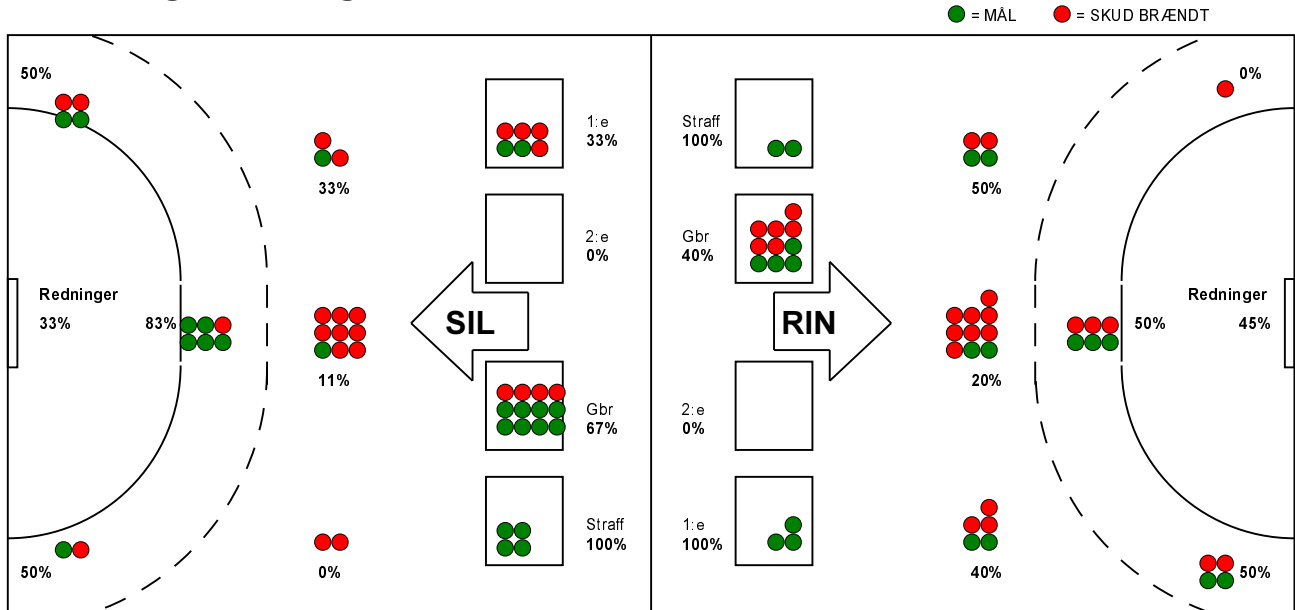 = MÅL = SKUD BRÆNDT
50%
33%
1:e
33%
2:e
0%
Redninger
33%
83%
11%
SIL
Gbr
67%
Straff
100%
50%
0%
Straff
100%
Gbr
40%
RIN
2:e
0%
1:e
100%
0%
50%
20%
50%
Redninger
45%
40%
50%